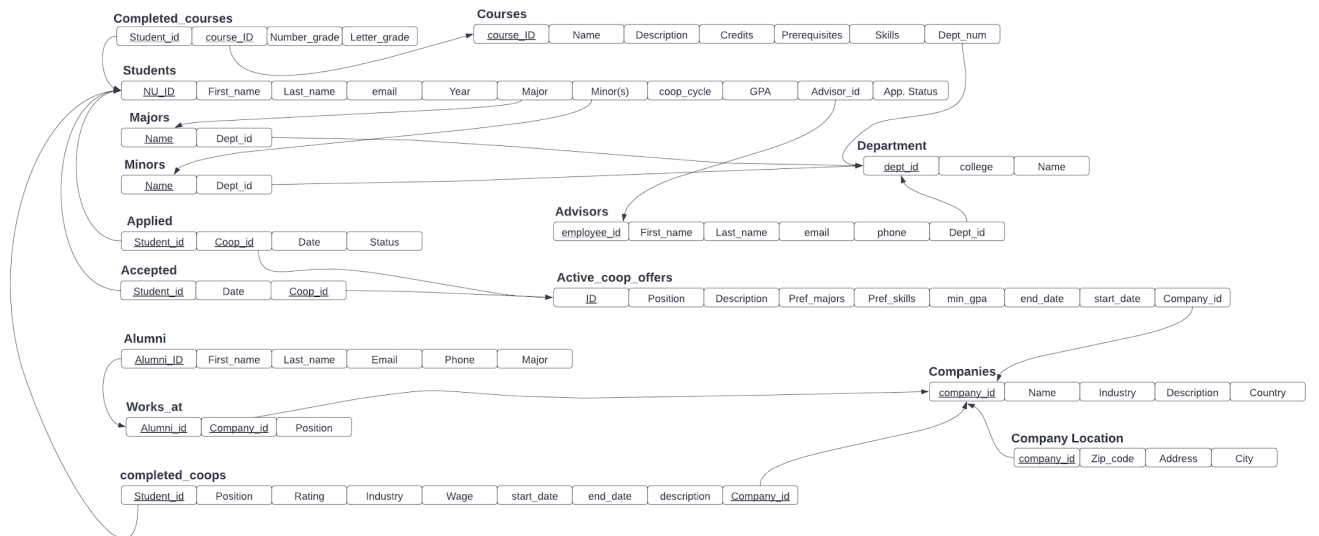 Completed_courses
Student_id course_ID Number_grade Letter_grade
Courses
course_ID Name Description Credits Prerequisites Skills Dept_num
Students
NU_ID First_name Last_name email Year Major Minor(s) coop_cycle GPA Advisor_id App. Status
Majors
Name Dept_id
Minors
Name Dept_id
Department
dept_id college Name
Advisors
employee_id First_name Last_name email phone Dept_id
Applied
Student_id Coop_id Date Status
Accepted
Student_id Date Coop_id
Active_coop_offers
ID Position Description Pref_majors Pref_skills min_gpa end_date start_date Company_id
Alumni
Alumni_ID First_name Last_name Email Phone Major
Companies
company_id Name Industry Description Country
Works_at
Alumni_id Company_id Position
Company Location
company_id Zip_code Address City
completed_coops
Student_id Position Rating Industry Wage start_date end_date description Company_id